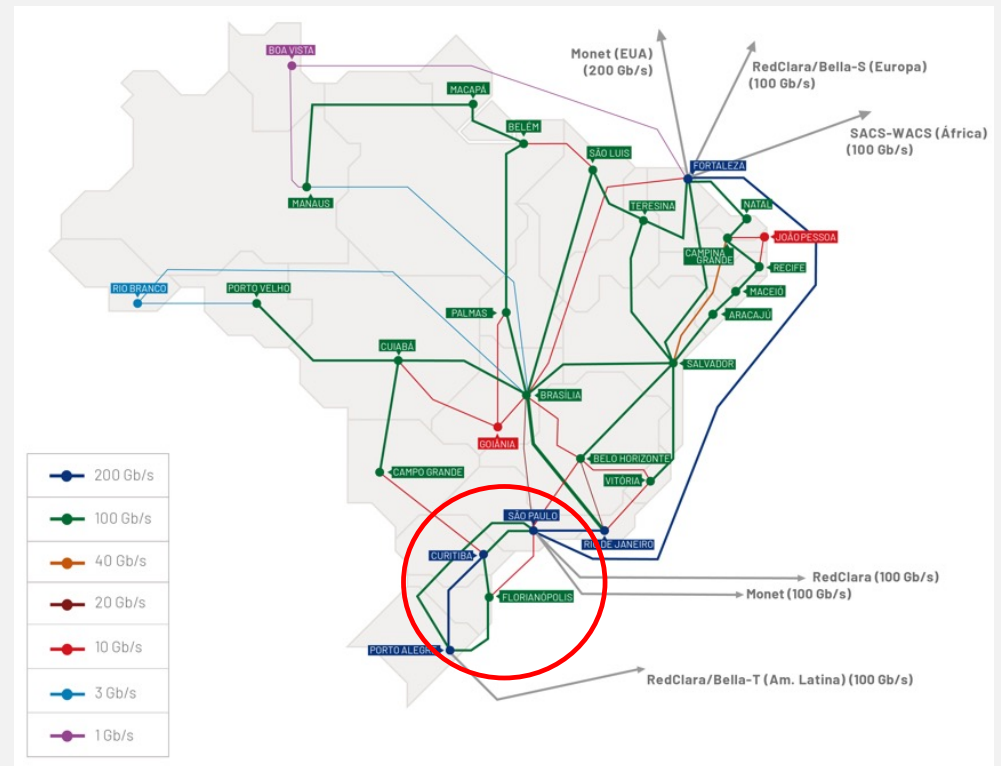 BOA VISTA
Monet (EUA)
(200 Gb/s)
RedClara/Bella-S (Europa)
(100 Gb/s)
MACAPÁ
SACS-WACS (África)
(100 Gb/s)
BELÉM
SÃO LUIS
FORTALEZA
MANAUS
TERESINA
NATAL
JOÃO PESSOA
CAMPINA
GRANDE
RECIFE
RIO BRANCO
PORTO VELHO
MACEIÓ
PALMAS
ARACAJÚ
CUIABÁ
SALVADOR
BRASÍLIA
GOIÂNIA
BELO HORIZONTE
CAMPO GRANDE
VITÓRIA
200 Gb/s
100 Gb/s
40 Gb/s
20 Gb/s
10 Gb/s
3 Gb/s
1 Gb/s
SÃO PAULO
RIO DE JANEIRO
CURITIBA
RedClara (100 Gb/s)
Monet (100 Gb/s)
FLORIANÓPOLIS
PORTO ALEGRE
RedClara/Bella-T (Am. Latina) (100 Gb/s)